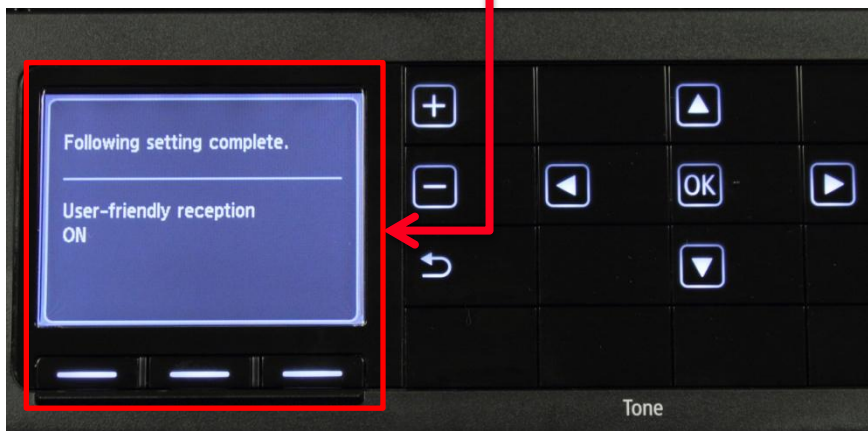 Following setting complete.
User-friendly reception
ON
+
-
OK
Tone